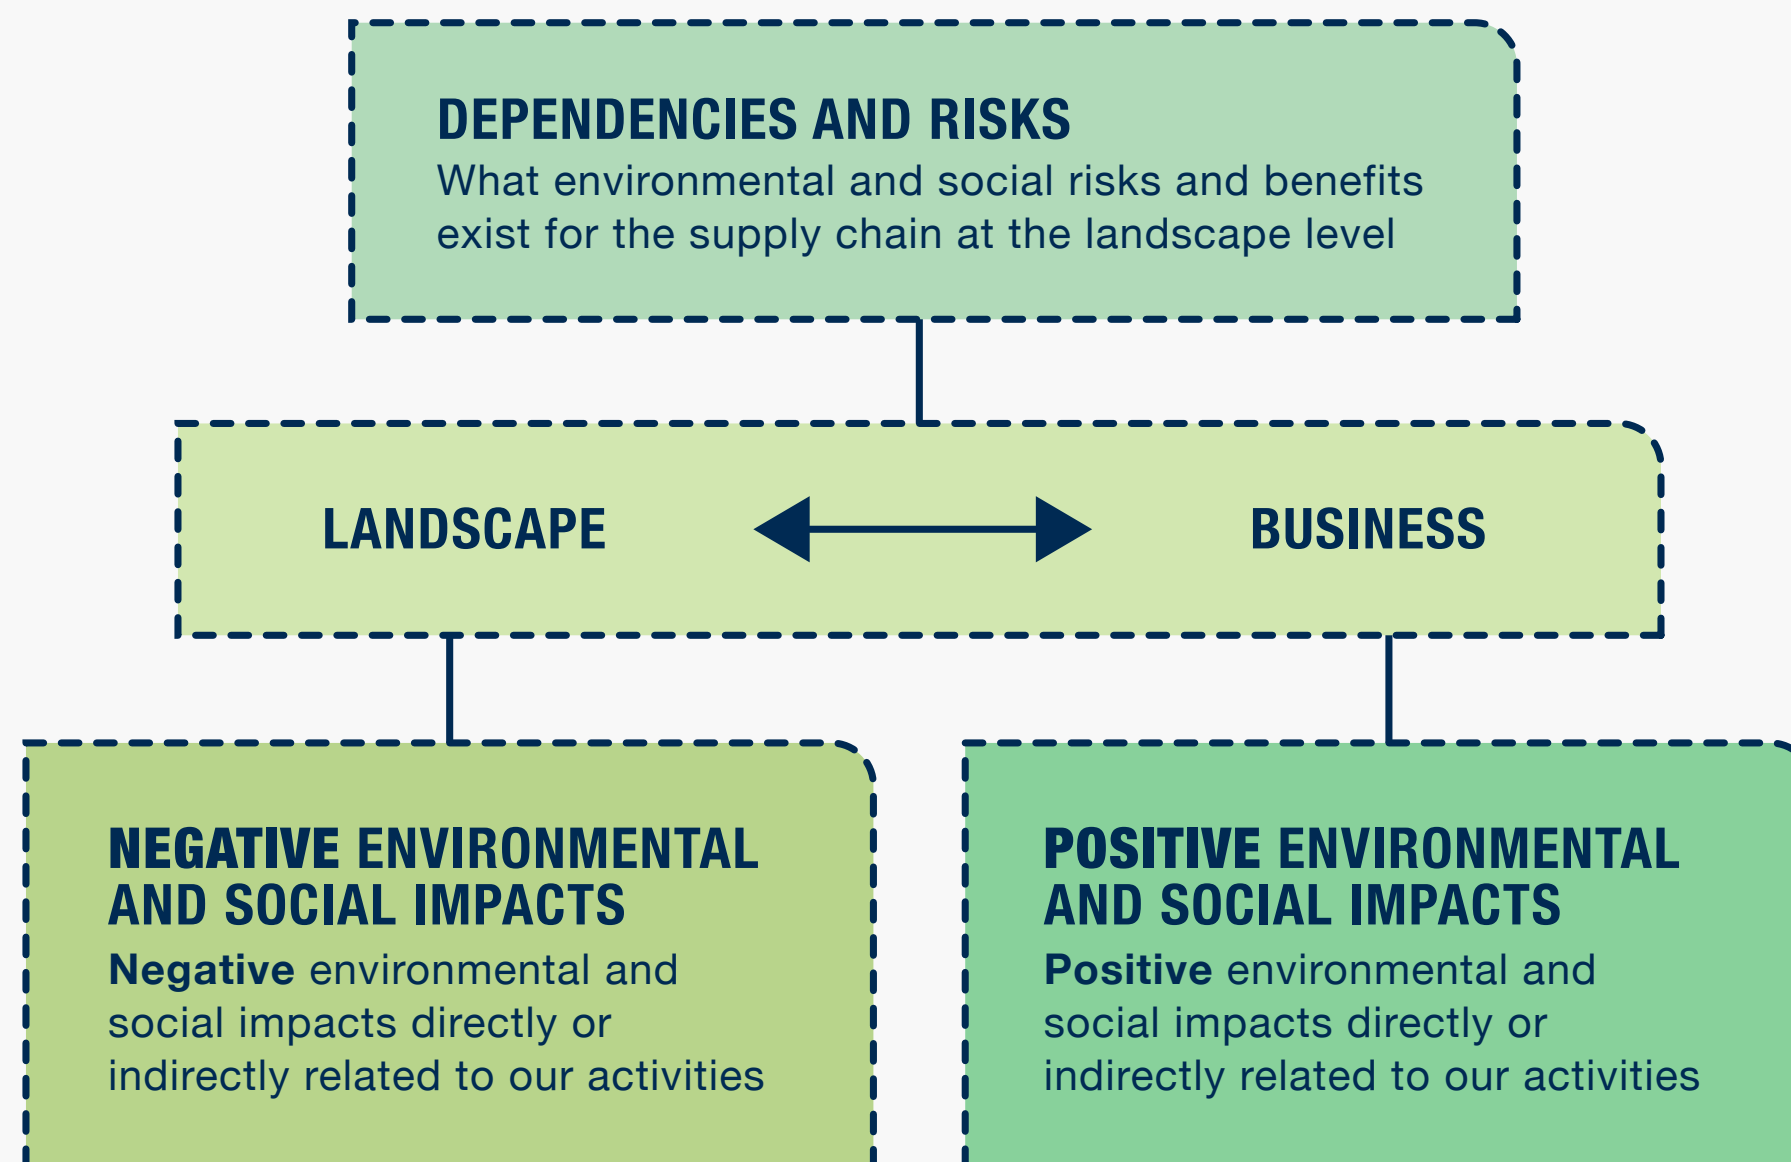 DEPENDENCIES AND RISKS
What environmental and social risks and benefits
exist for the supply chain at the landscape level
LANDSCAPE
BUSINESS
NEGATIVE ENVIRONMENTAL
AND SOCIAL IMPACTS
Negative environmental and
social impacts directly or
indirectly related to our activities
POSITIVE ENVIRONMENTAL
AND SOCIAL IMPACTS
Positive environmental and
social impacts directly or
indirectly related to our activities